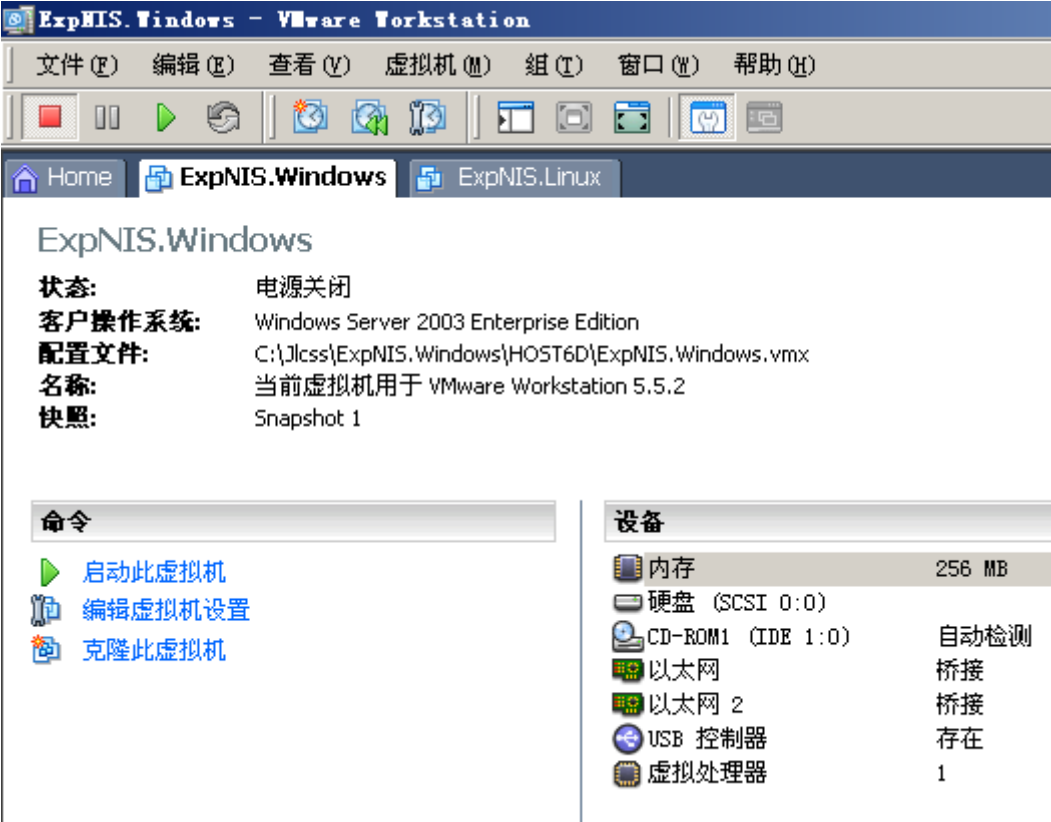 ExpNIS.Windows - VMware Workstation
文件(F) 编辑(E) 查看(V) 虚拟机(M) 组(T) 窗口(W) 帮助(H)
Home ExpNIS.Windows ExpNIS.Linux
ExpNIS.Windows
状态: 电源关闭
客户操作系统: Windows Server 2003 Enterprise Edition
配置文件: C:\Jlcss\ExpNIS.Windows\HOST6D\ExpNIS.Windows.vmx
名称: 当前虚拟机用于 VMware Workstation 5.5.2
快照: Snapshot 1
命令
启动此虚拟机
编辑虚拟机设置
克隆此虚拟机
设备
内存 256 MB
硬盘 (SCSI 0:0)
CD-ROM1 (IDE 1:0) 自动检测
以太网 桥接
以太网 2 桥接
USB 控制器 存在
虚拟处理器 1